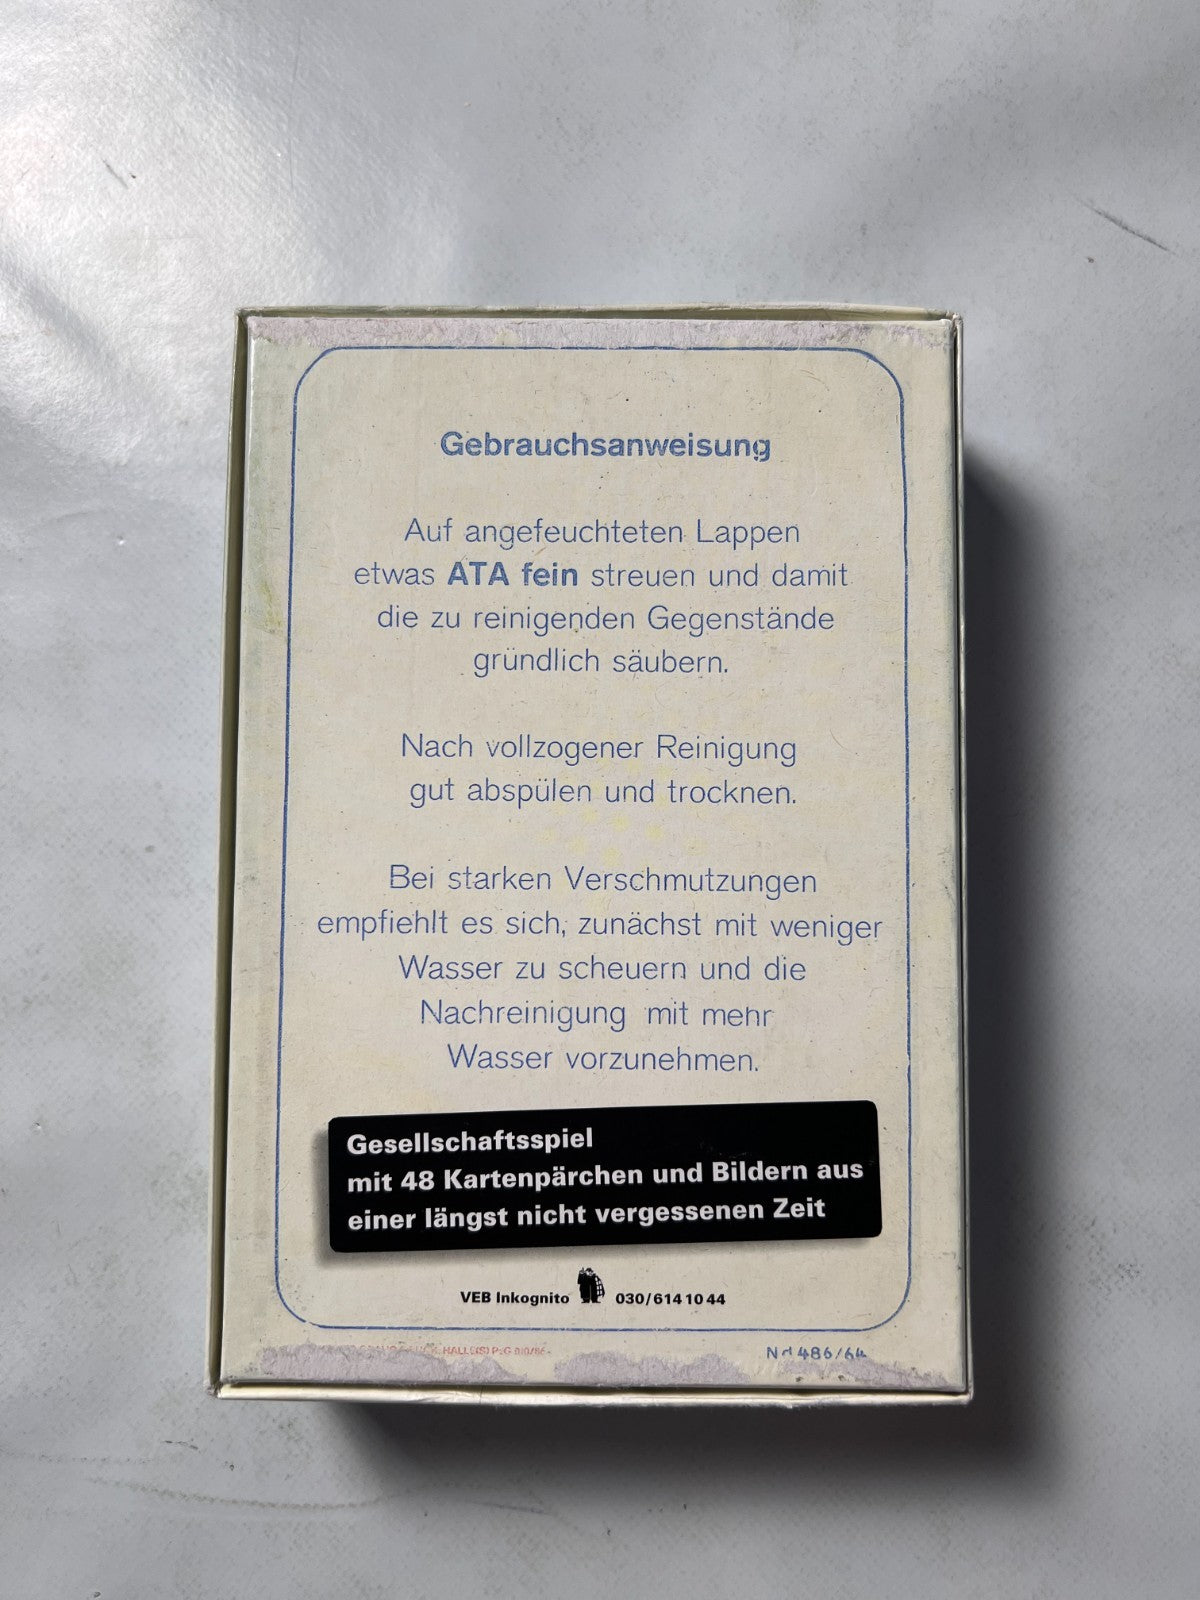 Gebrauchsanweisung
Auf angefeuchteten Lappen
etwas ATA fein streuen und damit
die zu reinigenden Gegenstände
gründlich säubern.
Nach vollzogener Reinigung
gut abspülen und trocknen.
Bei starken Verschmutzungen
empfiehlt es sich, zunächst mit weniger
Wasser zu scheuern und die
Nachreinigung mit mehr
Wasser vorzunehmen.
Gesellschaftsspiel
mit 48 Kartenpärchen und Bildern aus
einer längst nicht vergessenen Zeit
VEB Inkognito 030/614 10 44
HALLE(S)
486/64